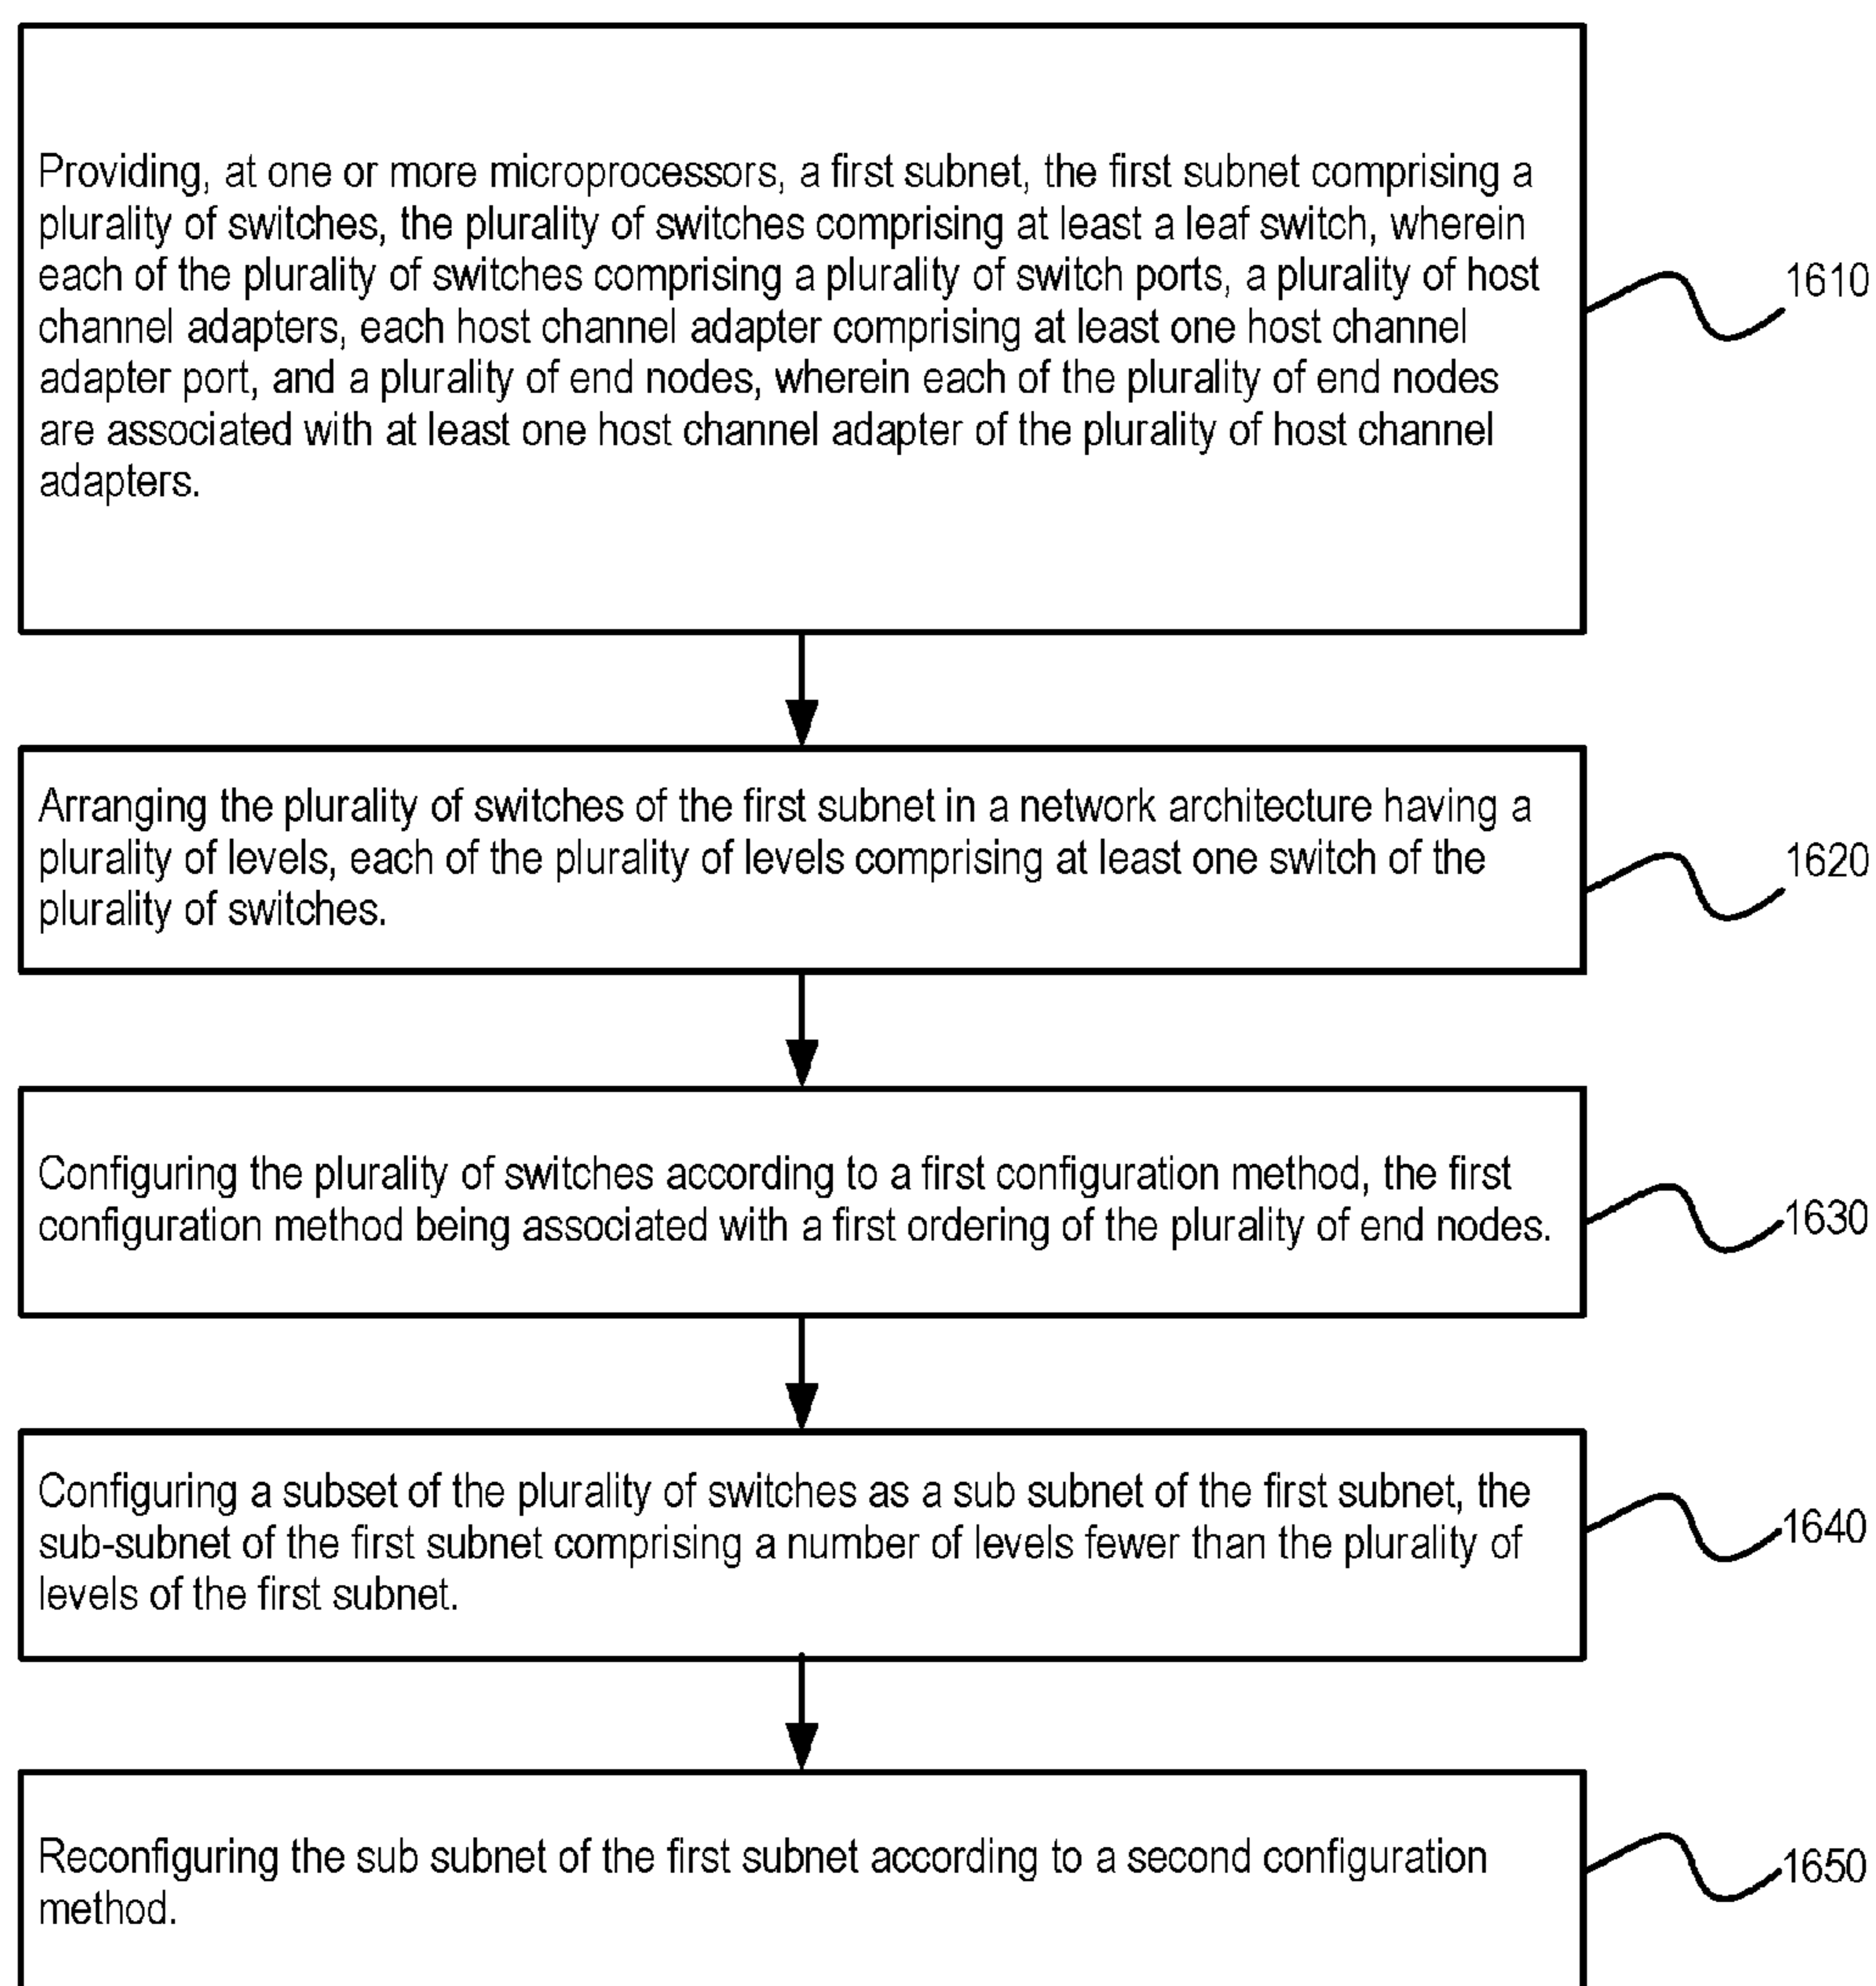 Providing, at one or more microprocessors, a first subnet, the first subnet comprising a
plurality of switches, the plurality of switches comprising at least a leaf switch, wherein
each of the plurality of switches comprising a plurality of switch ports, a plurality of host
channel adapters, each host channel adapter comprising at least one host channel
adapter port, and a plurality of end nodes, wherein each of the plurality of end nodes
are associated with at least one host channel adapter of the plurality of host channel
adapters.
1610
Arranging the plurality of switches of the first subnet in a network architecture having a
plurality of levels, each of the plurality of levels comprising at least one switch of the
plurality of switches.
1620
Configuring the plurality of switches according to a first configuration method, the first
configuration method being associated with a first ordering of the plurality of end nodes.
1630
Configuring a subset of the plurality of switches as a sub subnet of the first subnet, the
sub-subnet of the first subnet comprising a number of levels fewer than the plurality of
levels of the first subnet.
1640
Reconfiguring the sub subnet of the first subnet according to a second configuration
method.
1650